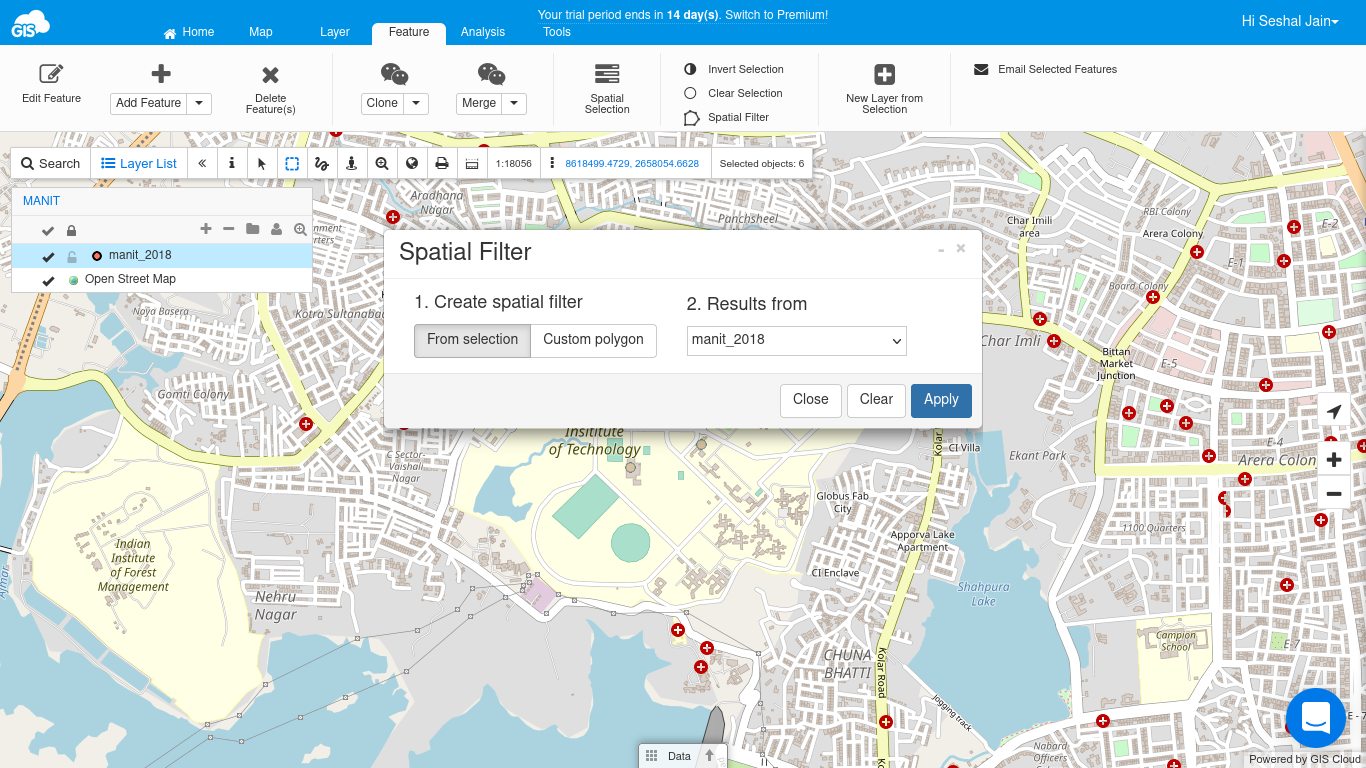 Your trial period ends in 14 day(s). Switch to Premium!
GIS
Home
Map
Layer
Feature
Analysis
Tools
Hi Seshal Jain
Edit Feature
Add Feature
Delete
Feature(s)
Clone
Merge
Spatial
Selection
Invert Selection
Clear Selection
Spatial Filter
New Layer from
Selection
Email Selected Features
Search
Layer List
1:18056
8618499.4729, 2658054.6628
Selected objects: 6
MANIT
manit_2018
Open Street Map
Spatial Filter
1. Create spatial filter
From selection
Custom polygon
2. Results from
manit_2018
Close
Clear
Apply
Aradhana
Nagar
Panchsheel
Char Imili
area
RBI Colony
Arera Colony
E-2
E-1
Board Colony
Naya Basera
Kotra Sultanabad
Char Imli
Bittan
Market
Junction
E-5
Gomti Colony
Institute
of Technology
C Sector-
Vaishali
Nagar
Kolar
CI Villa
Ekant Park
E-4
Arera Colon
Globus Fab
City
1100 Quarters
Apporva Lake
Apartment
CI Enclave
Indian
Institute
of Forest
Management
Ajmar
Nehru
Nagar
Shahpura
Lake
Campion
School
E-7
CHUNA
BHATTI
Kolar Road
Jogging track
E-7
Nabard
Officers
Data
Powered by GIS Cloud